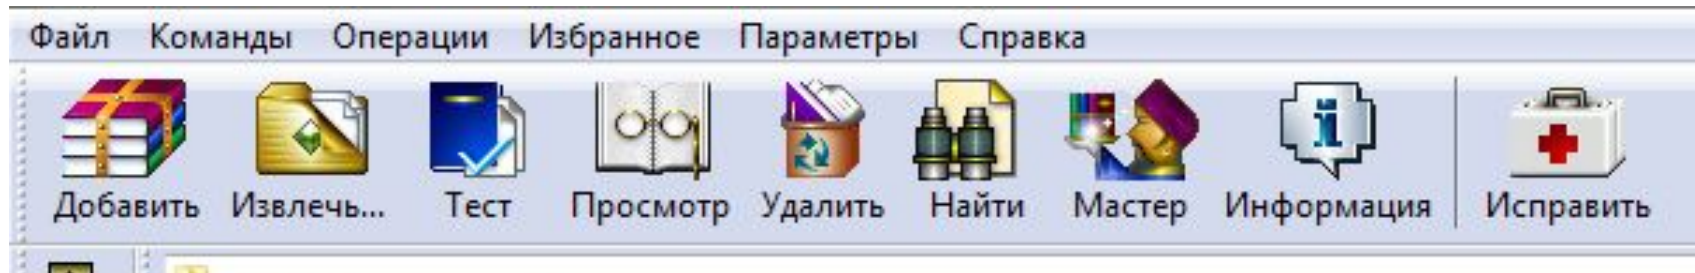 Файл Команды Операции Избранное Параметры Справка
Добавить Извлечь... Тест Просмотр Удалить Найти Мастер Информация Исправить